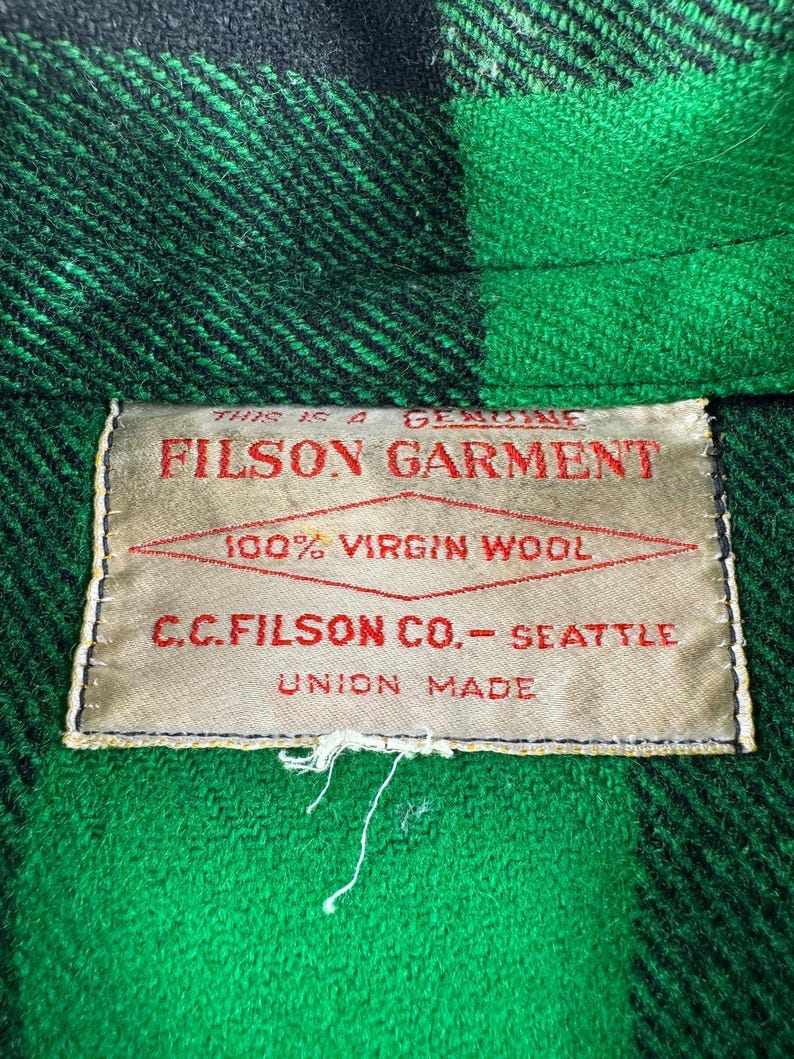 THIS IS A GENUINE
FILSON GARMENT
100% VIRGIN WOOL
C.C. FILSON CO. – SEATTLE
UNION MADE